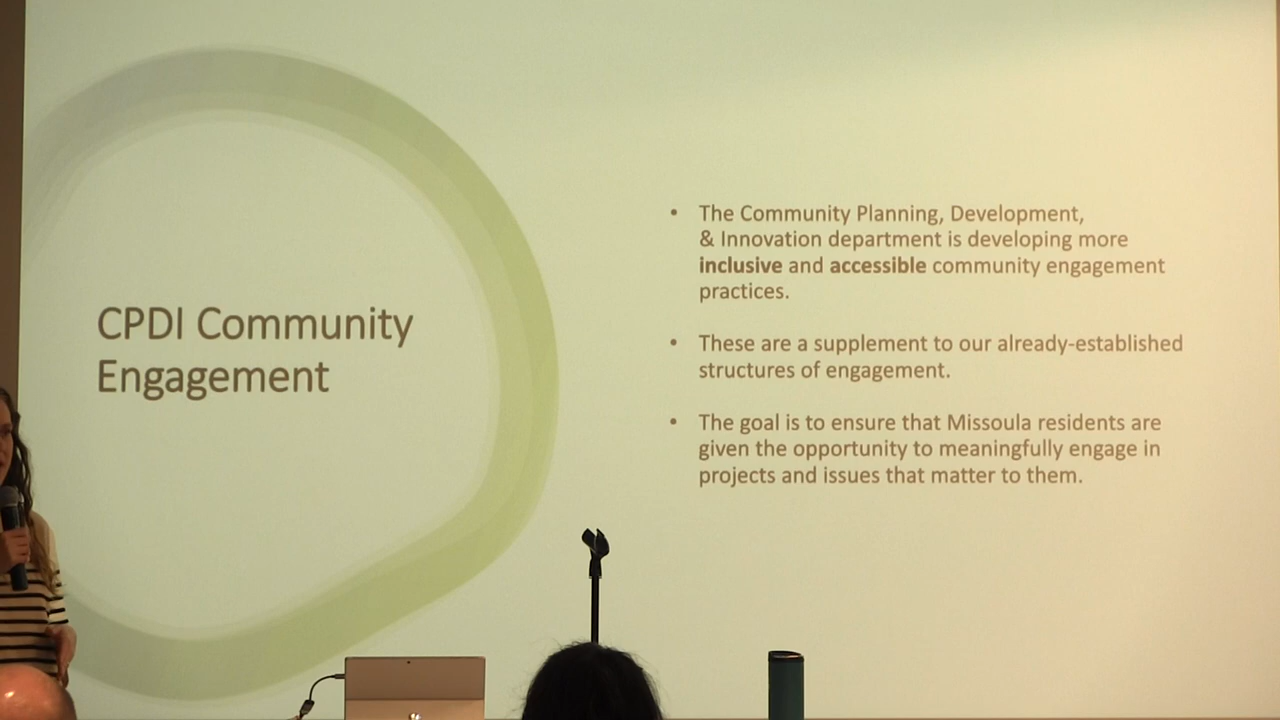 CPDI Community
Engagement
• The Community Planning, Development,
& Innovation department is developing more
inclusive and accessible community engagement
practices.
• These are a supplement to our already-established
structures of engagement.
• The goal is to ensure that Missoula residents are
given the opportunity to meaningfully engage in
projects and issues that matter to them.